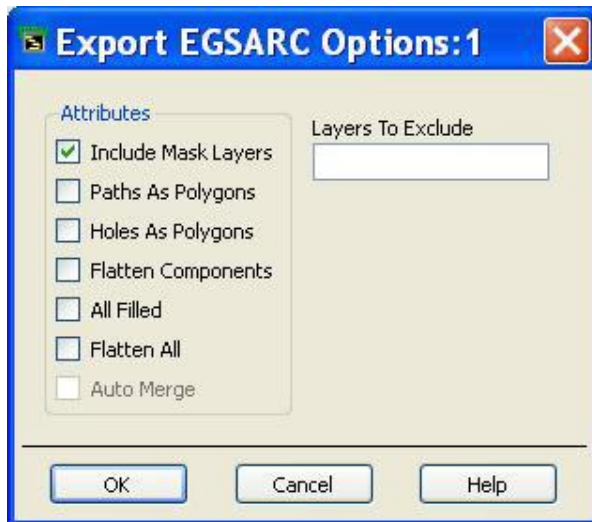 Export EGSARC Options:1
Attributes
Include Mask Layers
Paths As Polygons
Holes As Polygons
Flatten Components
All Filled
Flatten All
Auto Merge
Layers To Exclude
OK
Cancel
Help